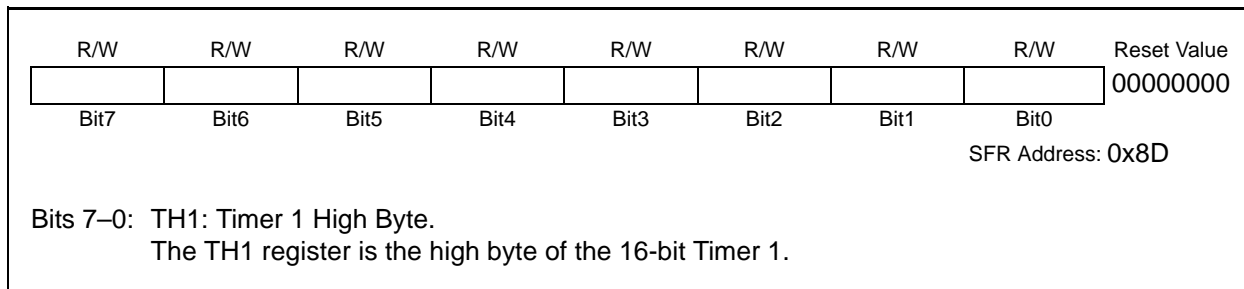 R/W R/W R/W R/W R/W R/W R/W R/W Reset Value
00000000
Bit7 Bit6 Bit5 Bit4 Bit3 Bit2 Bit1 Bit0
SFR Address: 0x8D
Bits 7–0: TH1: Timer 1 High Byte.
The TH1 register is the high byte of the 16-bit Timer 1.